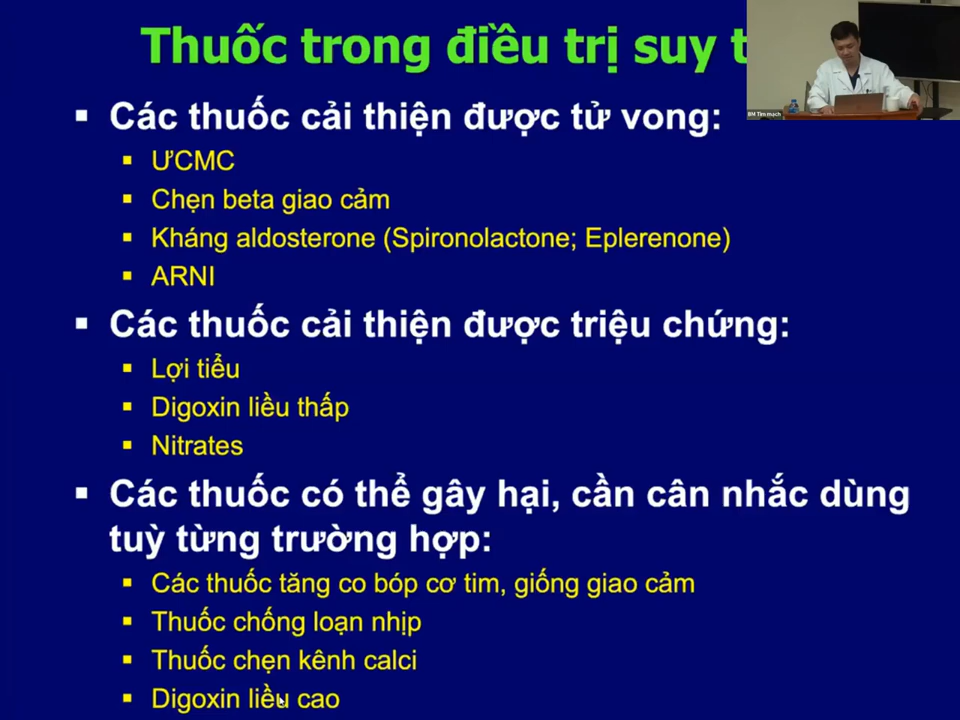 Thuốc trong điều trị suy
Các thuốc cải thiện được tử vong:
ƯCMC
Chẹn beta giao cảm
Kháng aldosterone (Spironolactone; Eplerenone)
ARNI
Các thuốc cải thiện được triệu chứng:
Lợi tiểu
Digoxin liều thấp
Nitrates
Các thuốc có thể gây hại, cần cân nhắc dùng
tuỳ từng trường hợp:
Các thuốc tăng co bóp cơ tim, giống giao cảm
Thuốc chống loạn nhịp
Thuốc chẹn kênh calci
Digoxin liều cao
BM Tim mạch